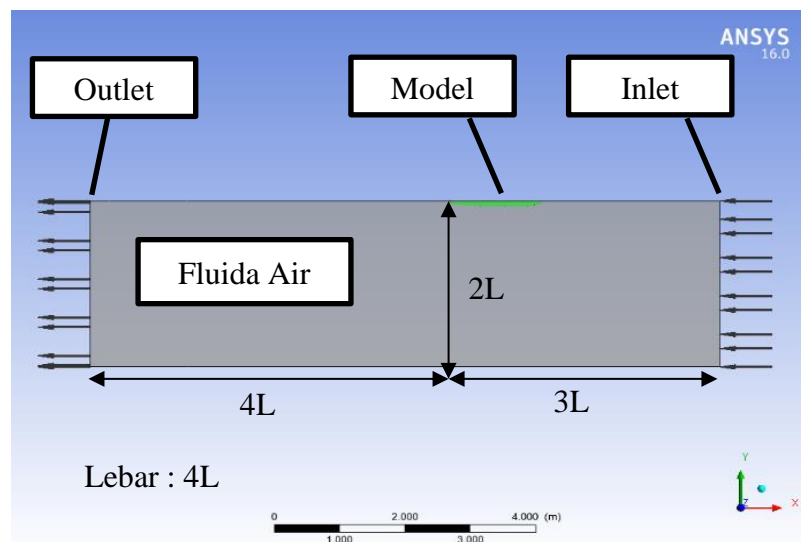 ANSYS
16.0
Outlet
Model
Inlet
Fluida Air
2L
4L
3L
Lebar : 4L
Y
Z
X
0
2.000
4.000 (m)
1.000
3.000